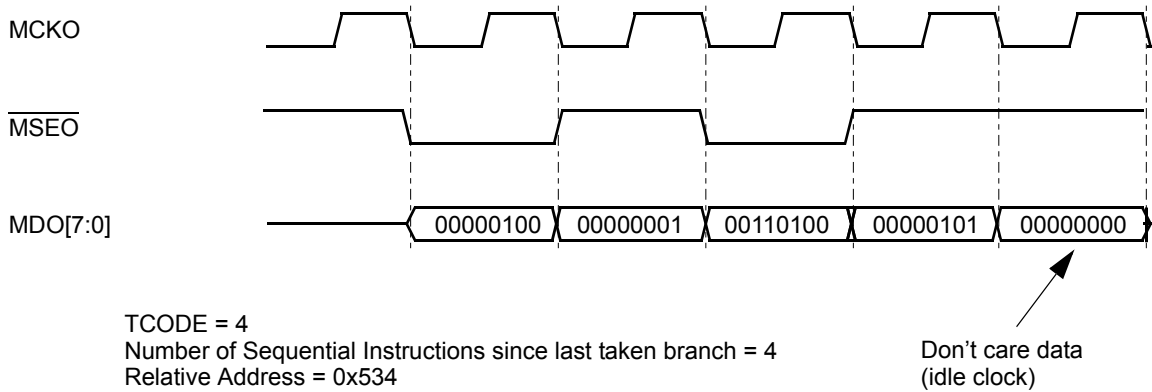 MCKO
MSEO
MDO[7:0]
00000100 00000001 00110100 00000101 00000000
TCODE = 4
Number of Sequential Instructions since last taken branch = 4
Relative Address = 0x534
Don’t care data
(idle clock)